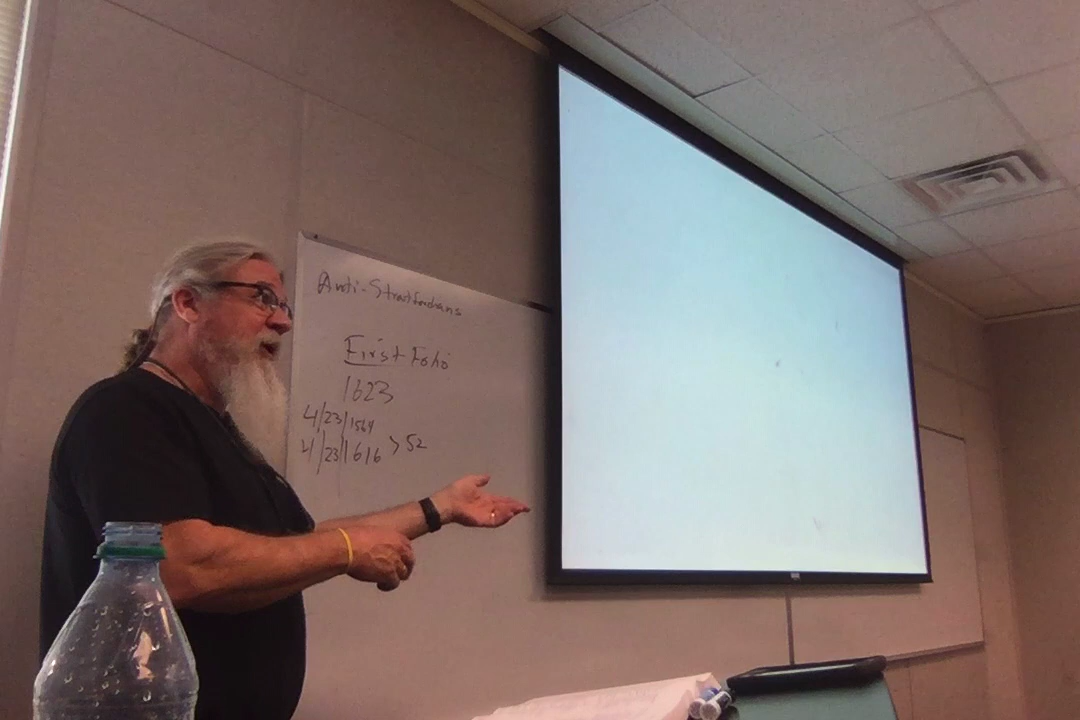 Anti-Stratfordians
First Folio
1623
4/23/1564
4/23/1616 > 52